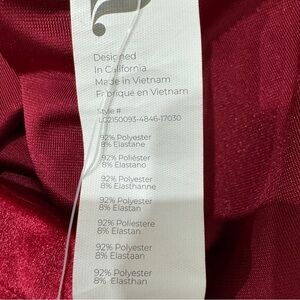 Designed
In California
Made in Vietnam
Fabriqué en Vietnam
Style #
LO2150093-4846-17030
92% Polyester
8% Elastane
92% Poliéster
8% Elastano
92% Polyester
8% Elasthanne
92% Polyester
8% Elastan
92% Poliestere
8% Elastan
92% Polyester
8% Elastaan
92% Polyester
8% Elasthan